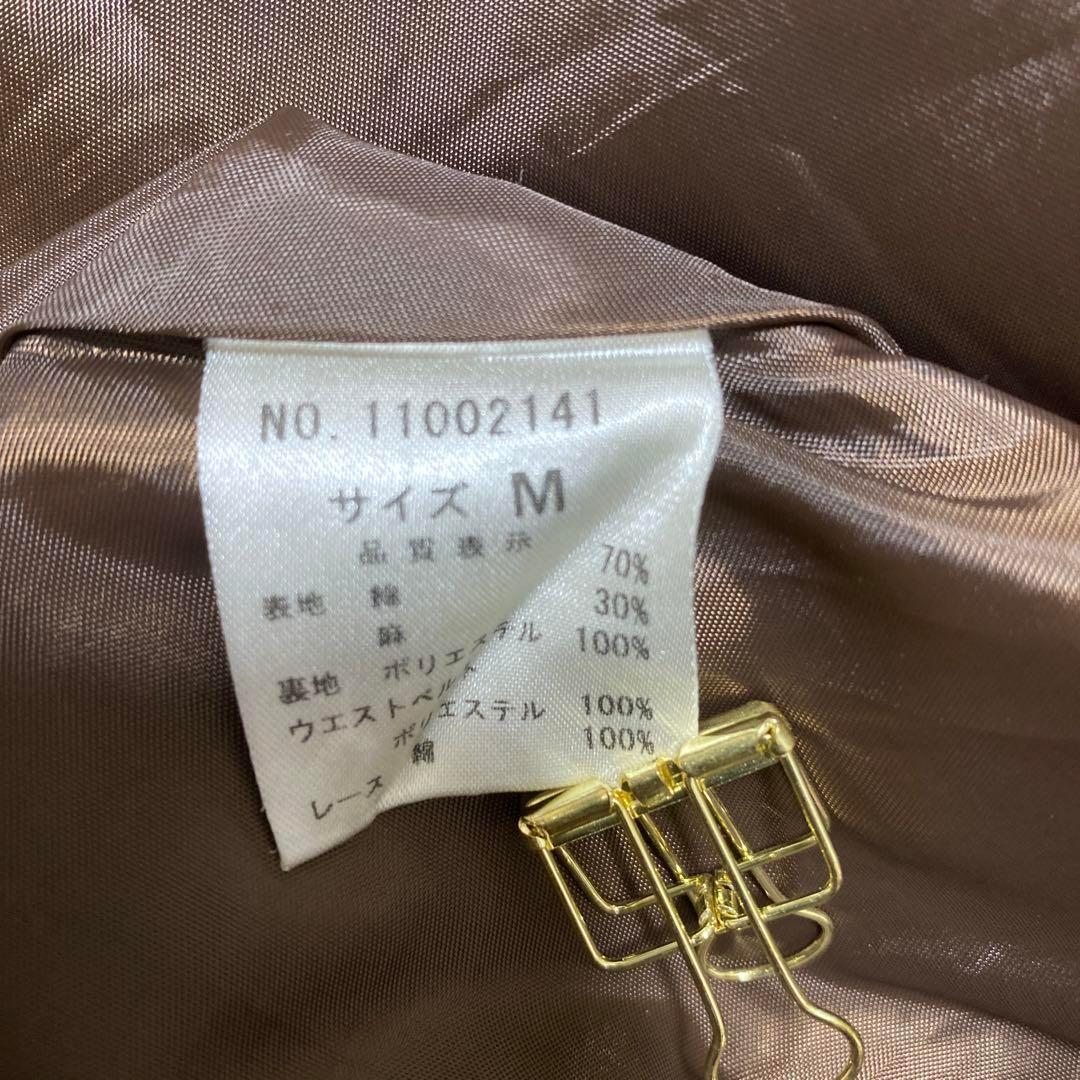 NO. 11002141
サイズ M
品質表示
表地 綿 70%
麻 30%
裏地 ポリエステル 100%
ウエストベル
ポリエステル 100%
レース 綿 100%